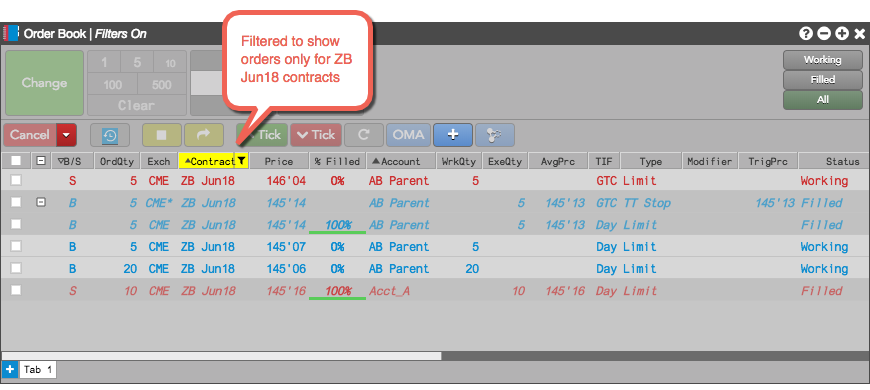 Order Book | Filters On
Filtered to show
orders only for ZB
Jun18 contracts
Change
1 5 10
100 500
Clear
Working
Filled
All
Cancel Tick Tick OMA
B/S OrdQty Exch Contract Price % Filled Account WrkQty ExeQty AvgPrc TIF Type Modifier TrigPrc Status
S 5 CME ZB Jun18 146'04 0% AB Parent 5 GTC Limit Working
B 5 CME* ZB Jun18 145'14 AB Parent 5 145'13 GTC TT Stop 145'13 Filled
B 5 CME ZB Jun18 145'14 100% AB Parent 5 145'13 Day Limit Filled
B 5 CME ZB Jun18 145'07 0% AB Parent 5 Day Limit Working
B 20 CME ZB Jun18 145'06 0% AB Parent 20 Day Limit Working
S 10 CME ZB Jun18 145'16 100% Acct_A 10 145'16 Day Limit Filled
Tab 1